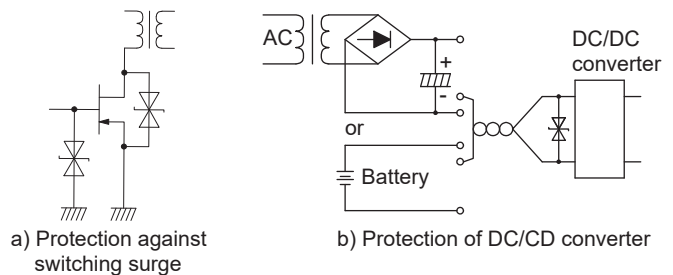 AC
+
-
or
Battery
DC/DC
converter
a) Protection against
switching surge
b) Protection of DC/CD converter